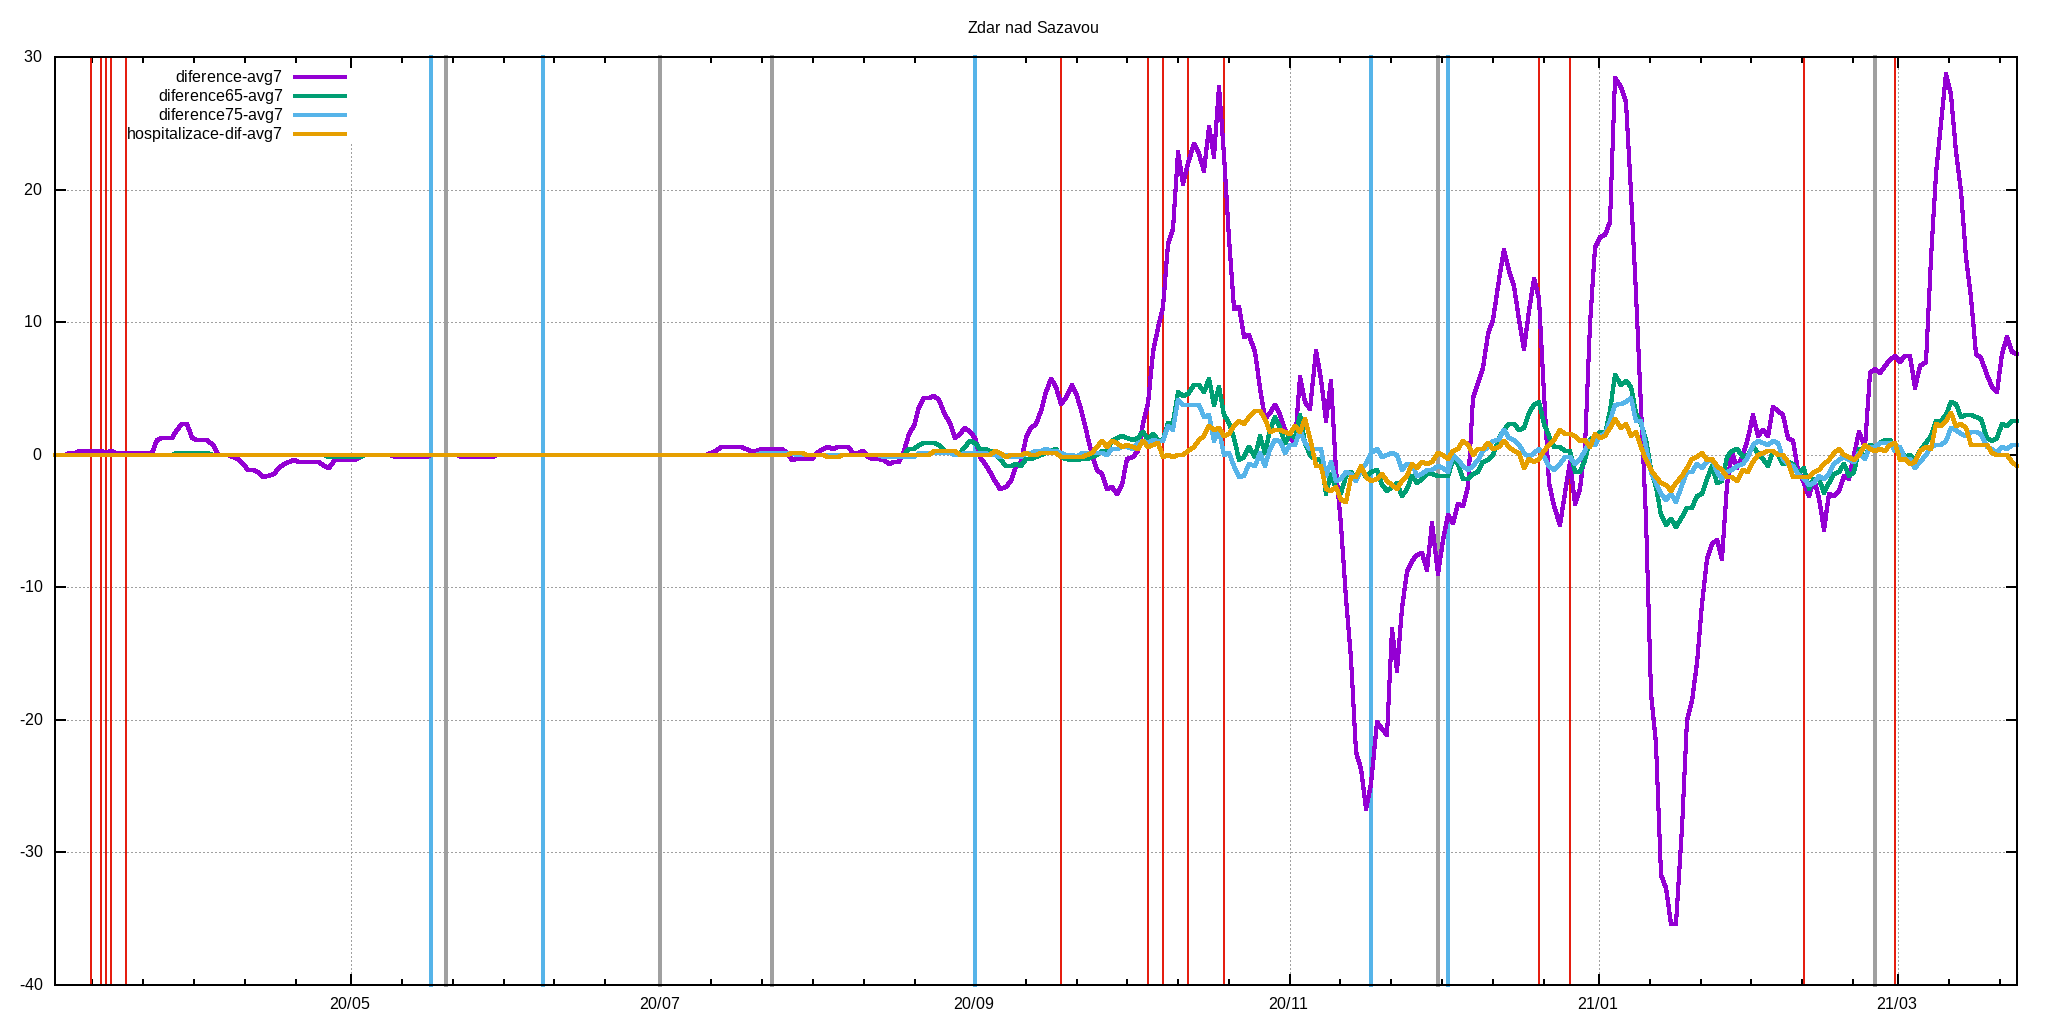 Zdar nad Sazavou
diference-avg7
diference65-avg7
diference75-avg7
hospitalizace-dif-avg7
30
20
10
0
-10
-20
-30
-40
20/05 20/07 20/09 20/11 21/01 21/03